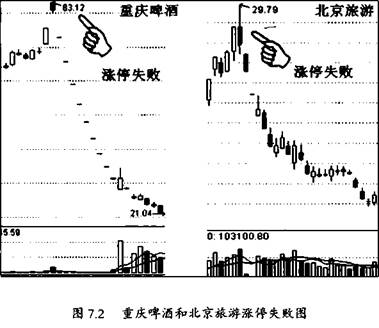 83.12
重庆啤酒
涨停失败
21.04
45.59
29.79
北京旅游
涨停失败
0: 103100.80
图 7.2 重庆啤酒和北京旅游涨停失败图